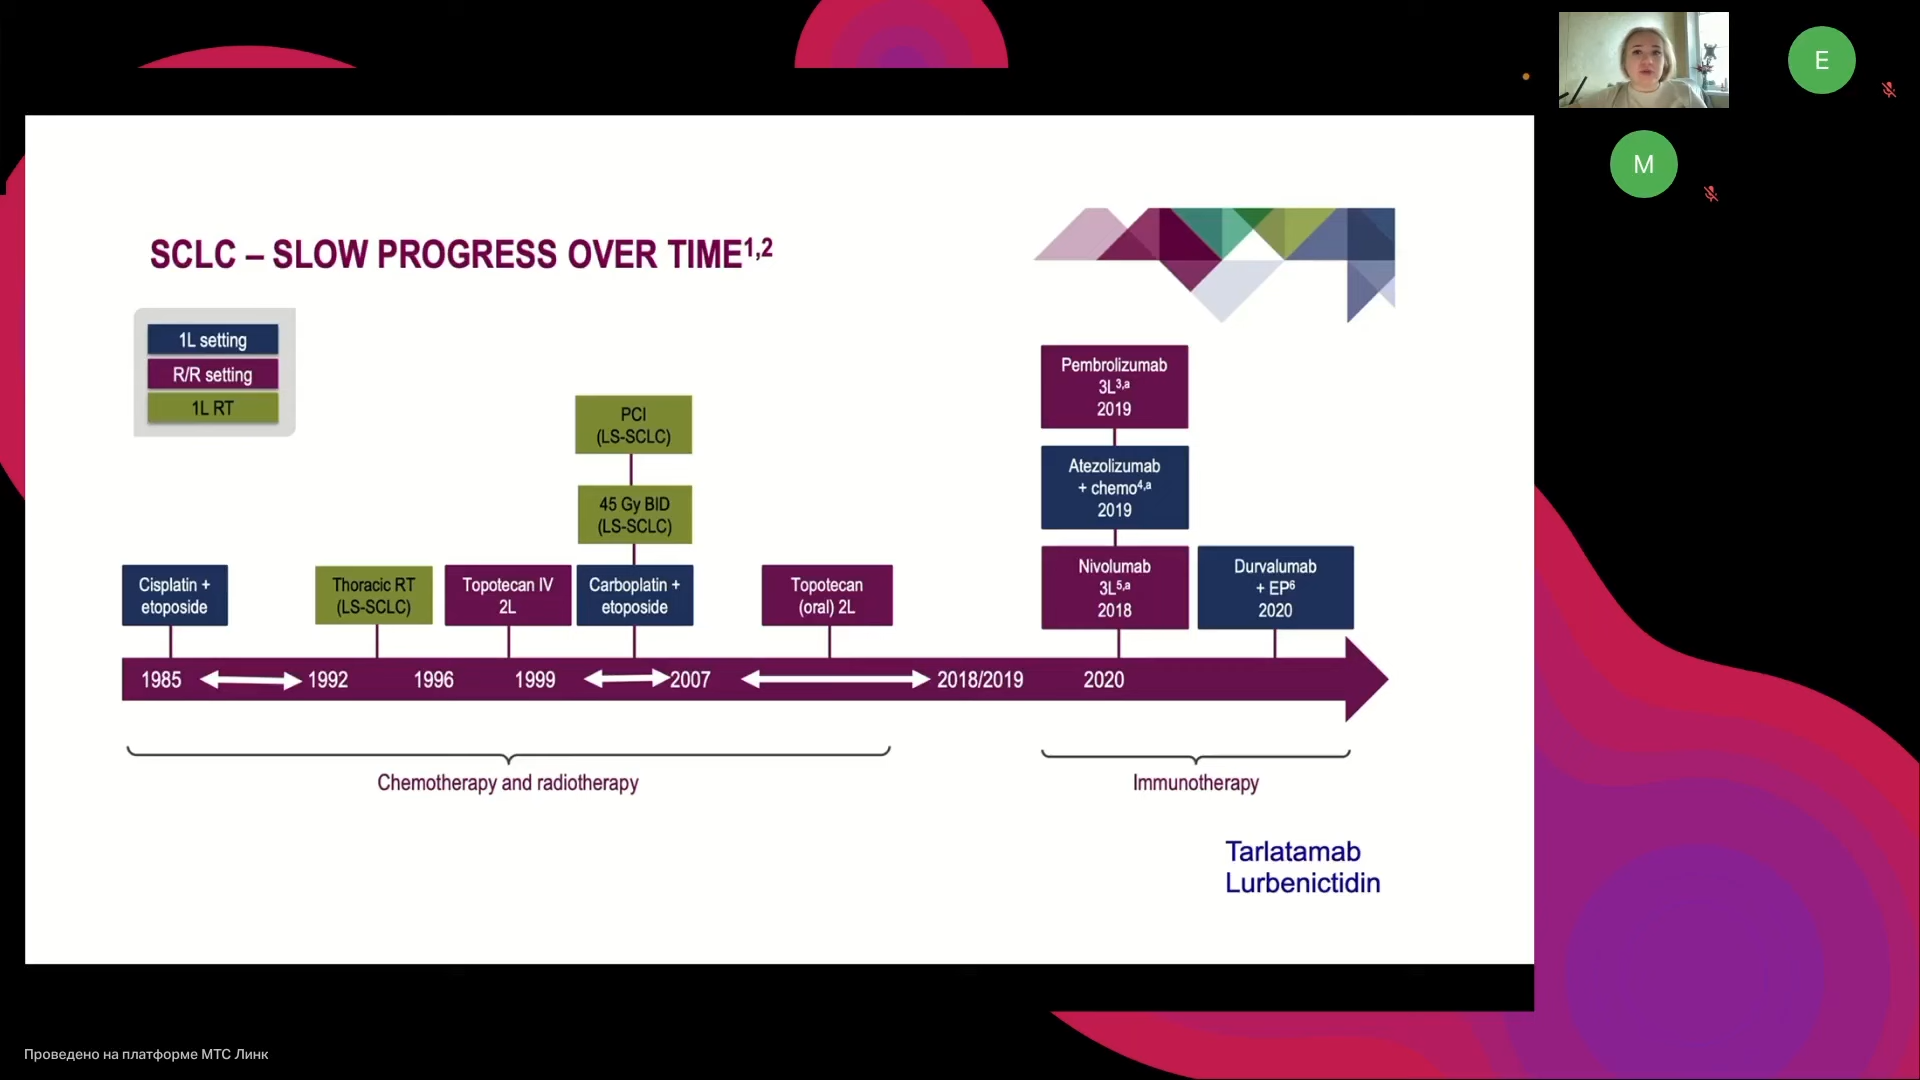 E
M
SCLC – SLOW PROGRESS OVER TIME1,2
1L setting
R/R setting
1L RT
Pembrolizumab
3L3,a
2019
PCI
(LS-SCLC)
Atezolizumab
+ chemo4,a
2019
45 Gy BID
(LS-SCLC)
Cisplatin +
etoposide
Thoracic RT
(LS-SCLC)
Topotecan IV
2L
Carboplatin +
etoposide
Topotecan
(oral) 2L
Nivolumab
3L5,a
2018
Durvalumab
+ EP6
2020
1985 1992 1996 1999 2007 2018/2019 2020
Chemotherapy and radiotherapy
Immunotherapy
Tarlatamab
Lurbenictidin
Проведено на платформе МТС Линк